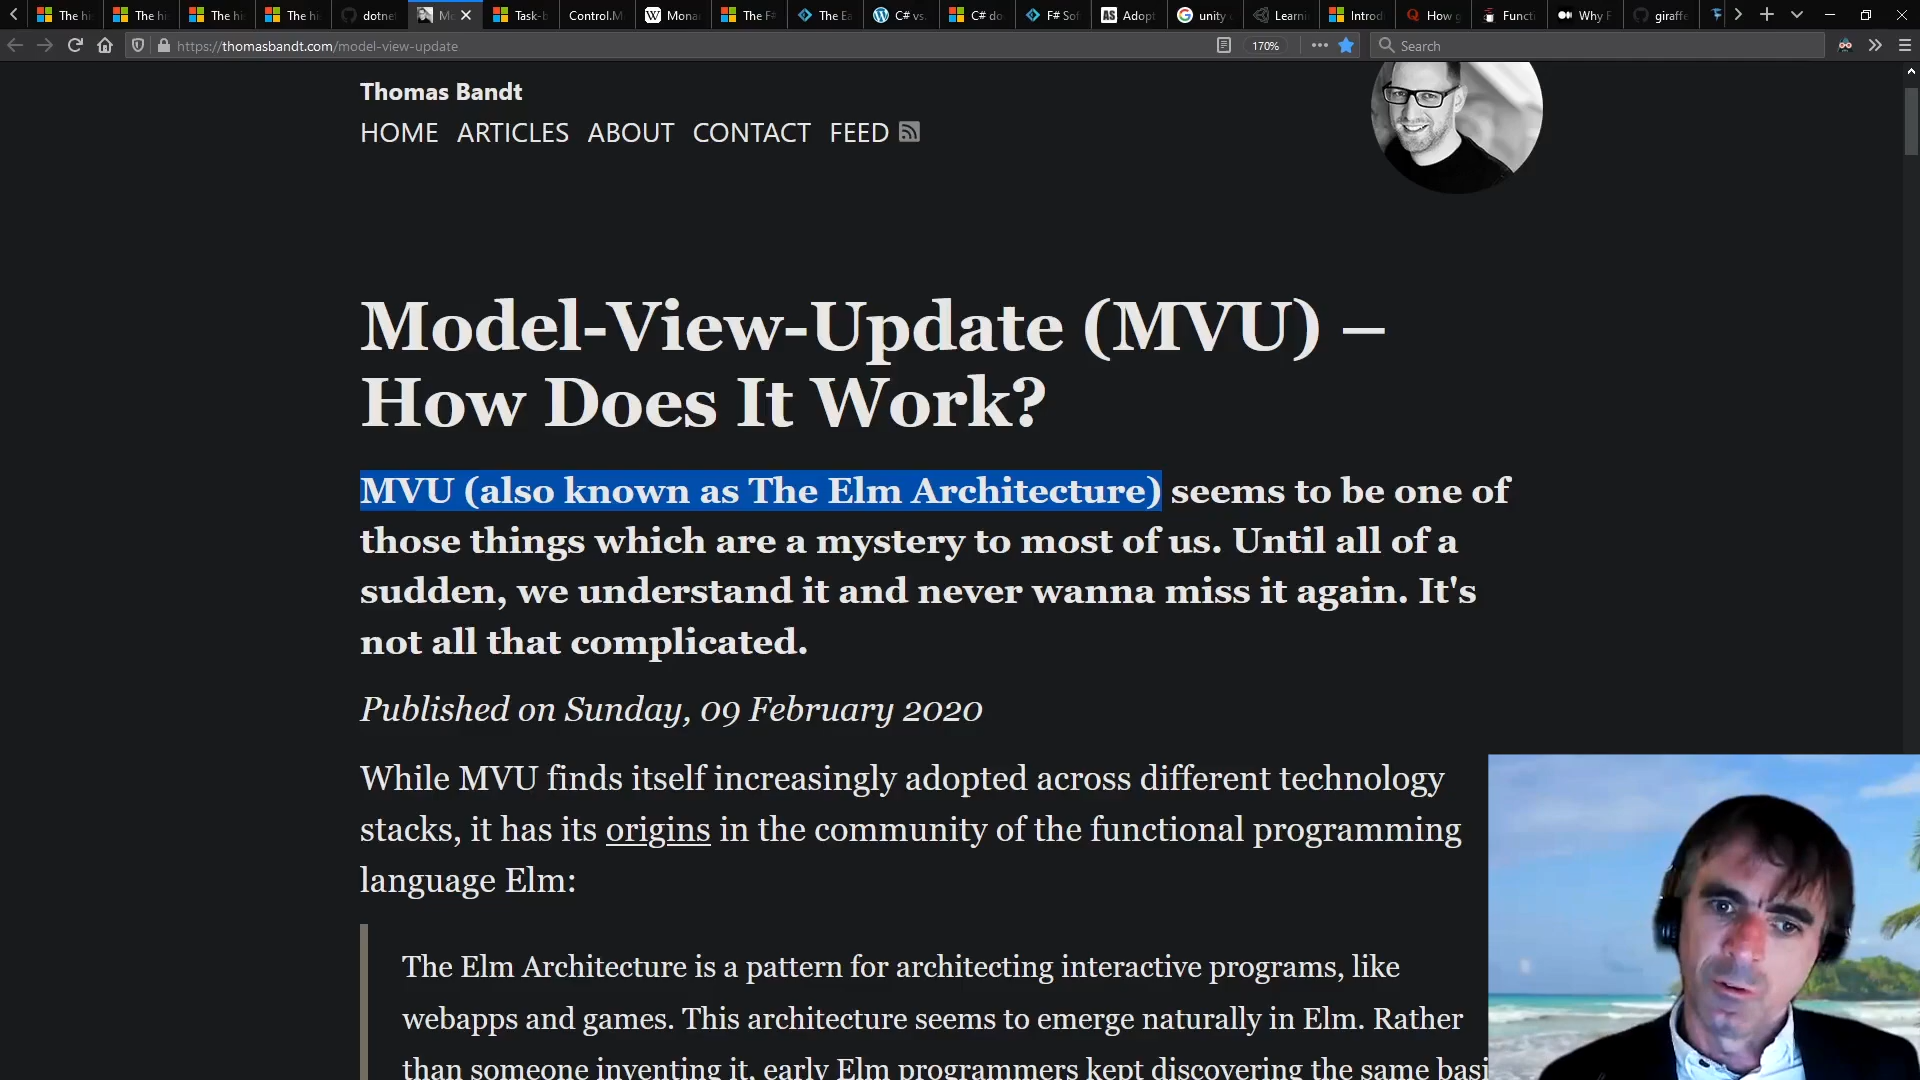 The hi The hi The hi The hi dotne Mo Task-b Control.M Mona The F# The Ea C# vs. C# do F# Sof Adopt unity Learni Introd How Functi Why F giraffe
https://thomasbandt.com/model-view-update 170% Search
Thomas Bandt
HOME ARTICLES ABOUT CONTACT FEED
Model-View-Update (MVU) –
How Does It Work?
MVU (also known as The Elm Architecture) seems to be one of
those things which are a mystery to most of us. Until all of a
sudden, we understand it and never wanna miss it again. It's
not all that complicated.
Published on Sunday, 09 February 2020
While MVU finds itself increasingly adopted across different technology
stacks, it has its origins in the community of the functional programming
language Elm:
The Elm Architecture is a pattern for architecting interactive programs, like
webapps and games. This architecture seems to emerge naturally in Elm. Rather
than someone inventing it, early Elm programmers kept discovering the same basi